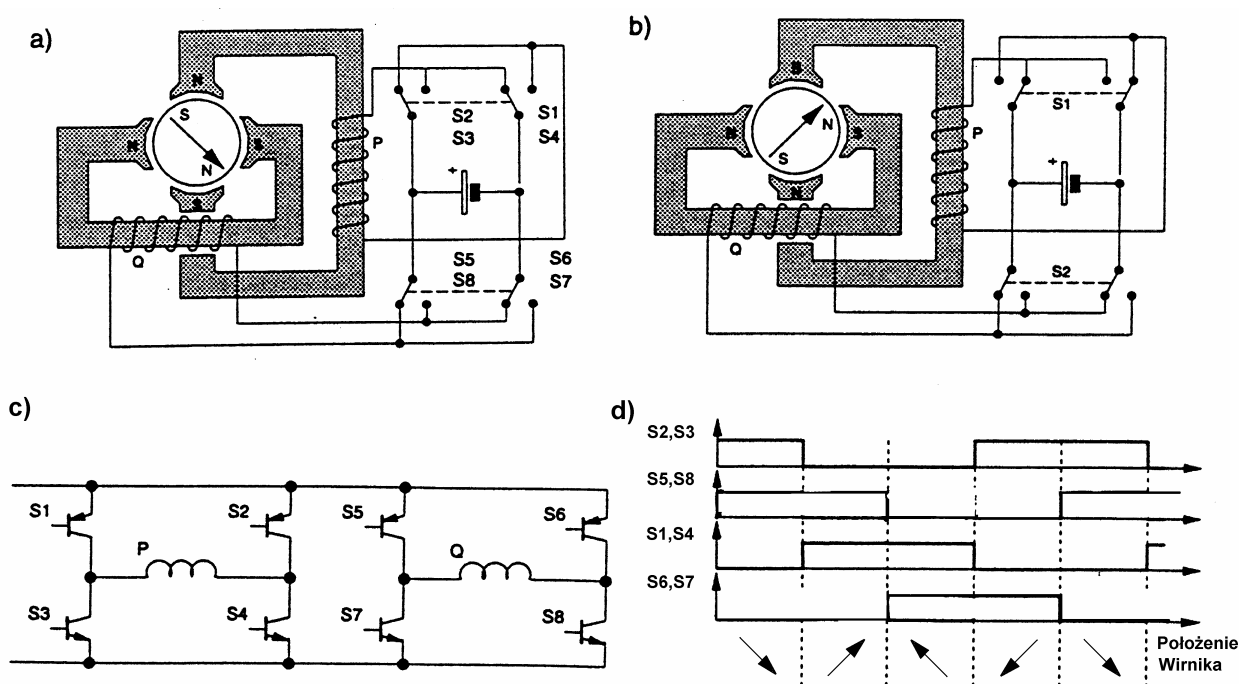 a)
N
S
N
N
S
S
P
Q
S2 S1
S3 S4
+
S5 S6
S8 S7
b)
S
N
N
S
S
N
P
Q
S1
+
S2
c)
S1
S2
S5
S6
P
Q
S3
S4
S7
S8
d)
S2,S3
S5,S8
S1,S4
S6,S7
Położenie
Wirnika